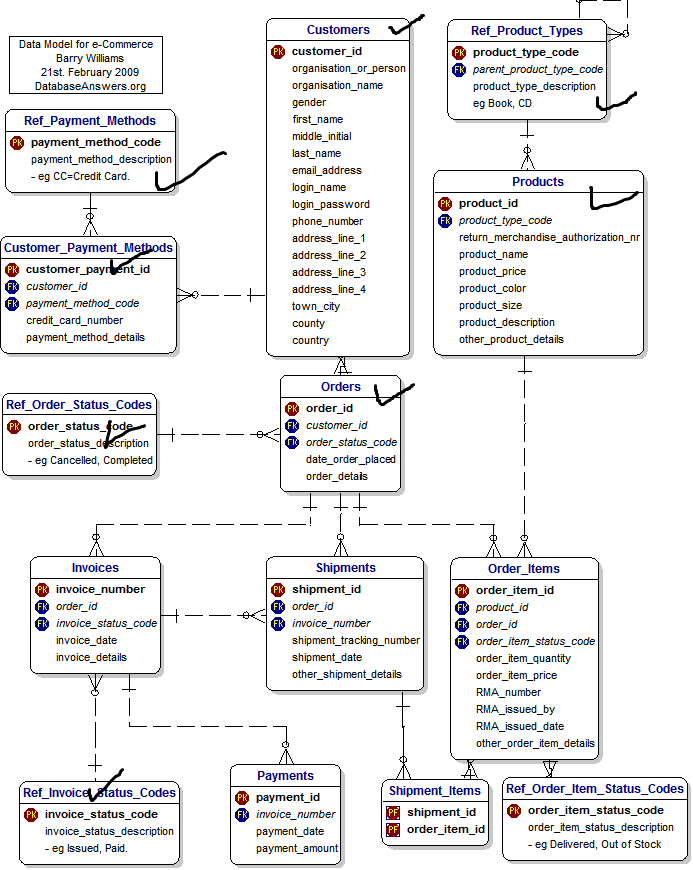 Data Model for e-Commerce
Barry Williams
21st. February 2009
DatabaseAnswers.org
Customers
PK customer_id
organisation_or_person
organisation_name
gender
first_name
middle_initial
last_name
email_address
login_name
login_password
phone_number
address_line_1
address_line_2
address_line_3
address_line_4
town_city
county
country
Ref_Product_Types
PK product_type_code
FK parent_product_type_code
product_type_description
eg Book, CD
Ref_Payment_Methods
PK payment_method_code
payment_method_description
- eg CC=Credit Card.
Products
PK product_id
FK product_type_code
return_merchandise_authorization_nr
product_name
product_price
product_color
product_size
product_description
other_product_details
Customer_Payment_Methods
PK customer_payment_id
FK customer_id
FK payment_method_code
credit_card_number
payment_method_details
Orders
PK order_id
FK customer_id
FK order_status_code
date_order_placed
order_details
Ref_Order_Status_Codes
PK order_status_code
order_status_description
- eg Cancelled, Completed
Invoices
PK invoice_number
FK order_id
FK invoice_status_code
invoice_date
invoice_details
Shipments
PK shipment_id
FK order_id
FK invoice_number
shipment_tracking_number
shipment_date
other_shipment_details
Order_Items
PK order_item_id
FK product_id
FK order_id
FK order_item_status_code
order_item_quantity
order_item_price
RMA_number
RMA_issued_by
RMA_issued_date
other_order_item_details
Ref_Invoice_Status_Codes
PK invoice_status_code
invoice_status_description
- eg Issued, Paid.
Payments
PK payment_id
FK invoice_number
payment_date
payment_amount
Shipment_Items
PF shipment_id
PF order_item_id
Ref_Order_Item_Status_Codes
PK order_item_status_code
order_item_status_description
- eg Delivered, Out of Stock